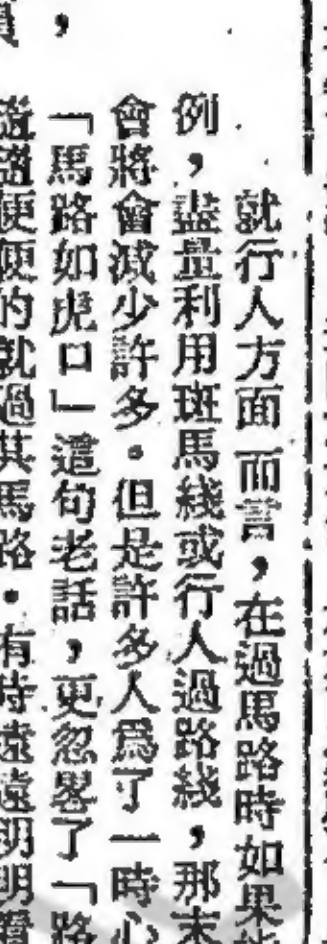 就行人方面而言，在過馬路時如果
例，盡量利用斑馬綫或行人過路綫，那末
會將會減少許多。但是許多人爲了一時心
「馬路如虎口」這句老話，更忽畧了「路
隨隨便便的就過其馬路。有時遠遠明明